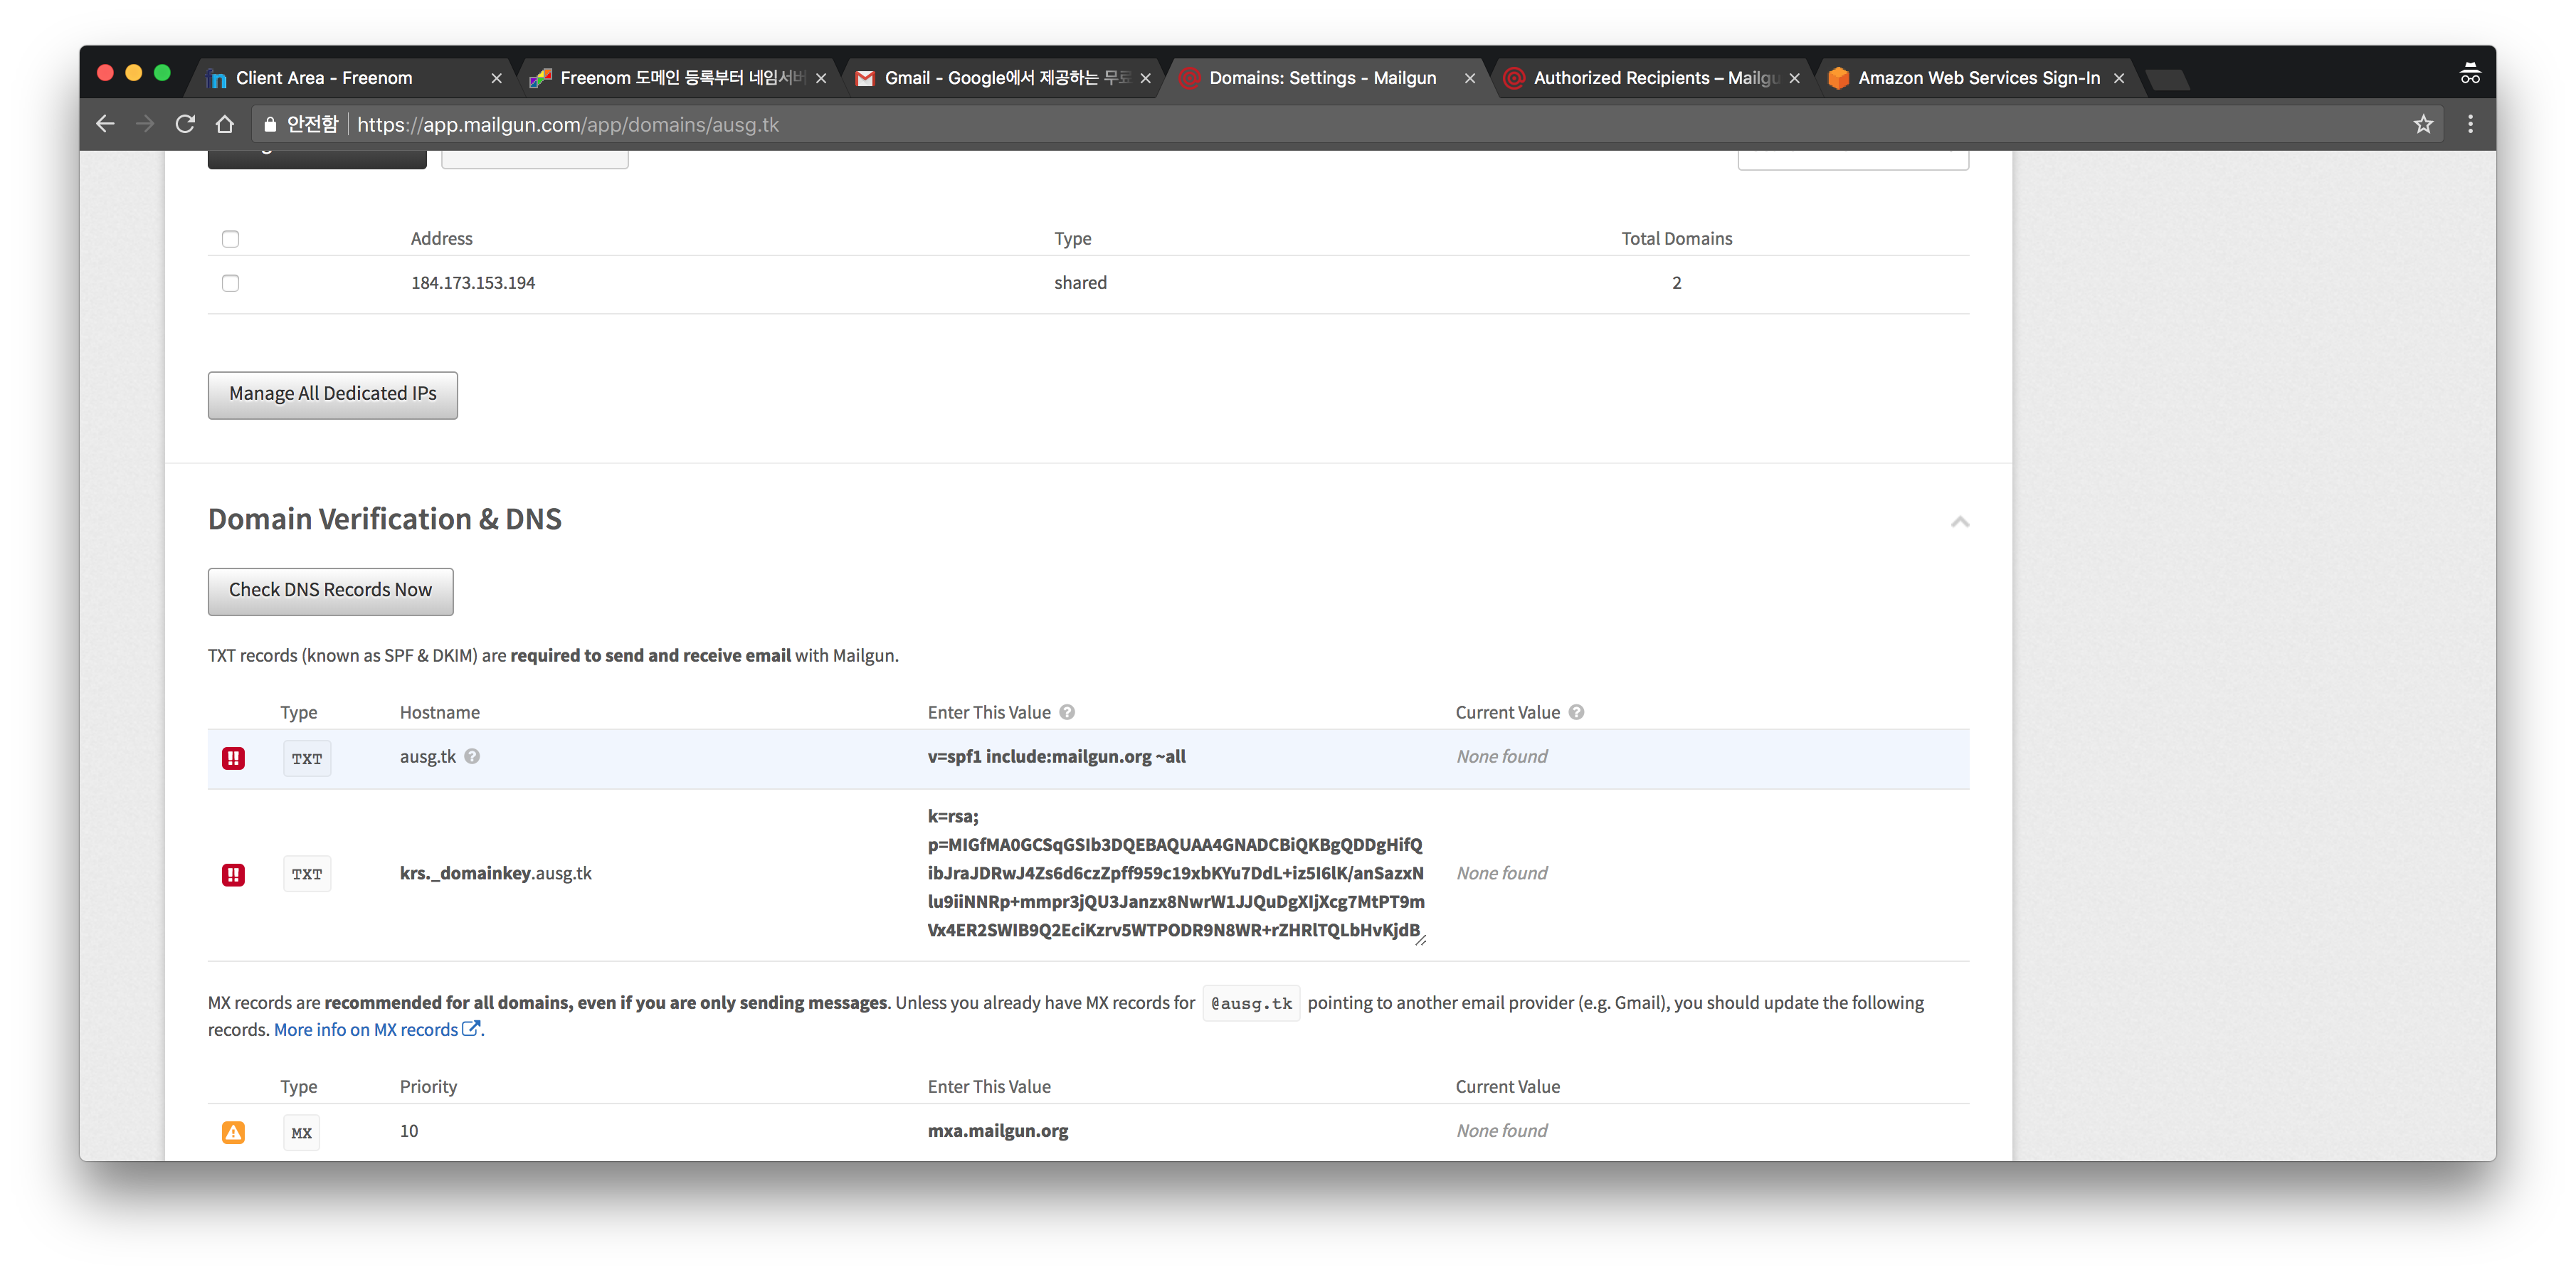 Client Area - Freenom
Freenom 도메인 등록부터 네임서버
Gmail - Google에서 제공하는 무료
Domains: Settings - Mailgun
Authorized Recipients – Mailgu
Amazon Web Services Sign-In
안전함 https://app.mailgun.com/app/domains/ausg.tk
Address Type Total Domains
184.173.153.194 shared 2
Manage All Dedicated IPs
Domain Verification & DNS
Check DNS Records Now
TXT records (known as SPF & DKIM) are required to send and receive email with Mailgun.
Type Hostname Enter This Value Current Value
TXT ausg.tk v=spf1 include:mailgun.org ~all None found
k=rsa;
p=MIGfMA0GCSqGSIb3DQEBAQUAA4GNADCBiQKBgQDDgHifQ
TXT krs._domainkey.ausg.tk ibJraJDRwJ4Zs6d6czZpff959c19xbKYu7DdL+iz5I6lK/anSazxN None found
lu9iiNNRp+mmpr3jQU3Janzx8NwrW1JJQuDgXIjXcg7MtPT9m
Vx4ER2SWIB9Q2EciKzrv5WTPODR9N8WR+rZHRlTQLbHvKjdB
MX records are recommended for all domains, even if you are only sending messages. Unless you already have MX records for @ausg.tk pointing to another email provider (e.g. Gmail), you should update the following
records. More info on MX records.
Type Priority Enter This Value Current Value
MX 10 mxa.mailgun.org None found